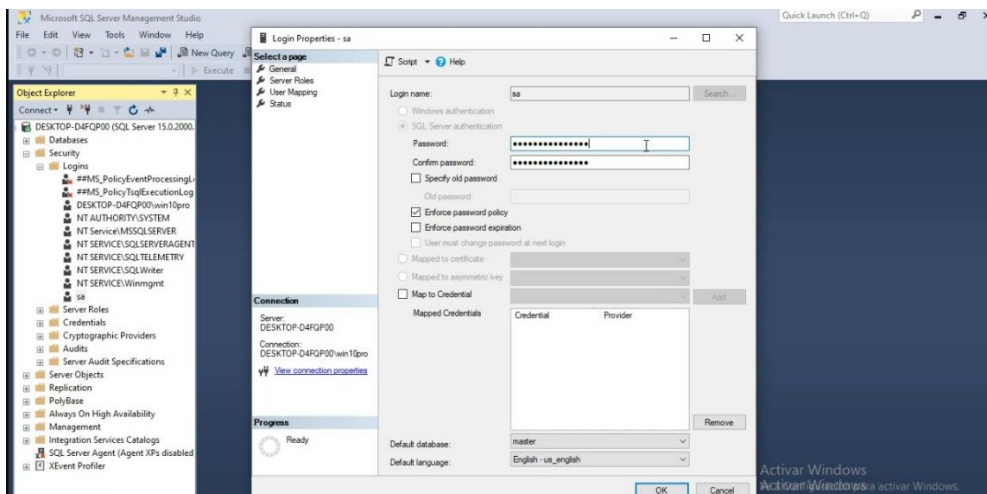 Microsoft SQL Server Management Studio
Quick Launch (Ctrl+Q)
File Edit View Tools Window Help
New Query
Execute
Object Explorer
Connect
DESKTOP-D4FQP00 (SQL Server 15.0.2000.
Databases
Security
Logins
##MS_PolicyEventProcessingL
##MS_PolicyTsqlExecutionLog
DESKTOP-D4FQP00\win10pro
NT AUTHORITY\SYSTEM
NT Service\MSSQLSERVER
NT SERVICE\SQLSERVERAGENT
NT SERVICE\SQLTELEMETRY
NT SERVICE\SQLWriter
NT SERVICE\Winmgmt
sa
Server Roles
Credentials
Cryptographic Providers
Audits
Server Audit Specifications
Server Objects
Replication
PolyBase
Always On High Availability
Management
Integration Services Catalogs
SQL Server Agent (Agent XPs disabled
XEvent Profiler
Login Properties - sa
Select a page
General
Server Roles
User Mapping
Status
Connection
Server:
DESKTOP-D4FQP00
Connection:
DESKTOP-D4FQP00\win10pro
View connection properties
Progress
Ready
Script Help
Login name: sa Search...
Windows authentication
SQL Server authentication
Password:
Confirm password:
Specify old password
Old password:
Enforce password policy
Enforce password expiration
User must change password at next login
Mapped to certificate
Mapped to asymmetric key
Map to Credential Add
Mapped Credentials Credential Provider
Remove
Default database: master
Default language: English - us_english
OK Cancel
Activar Windows
para activar Windows.